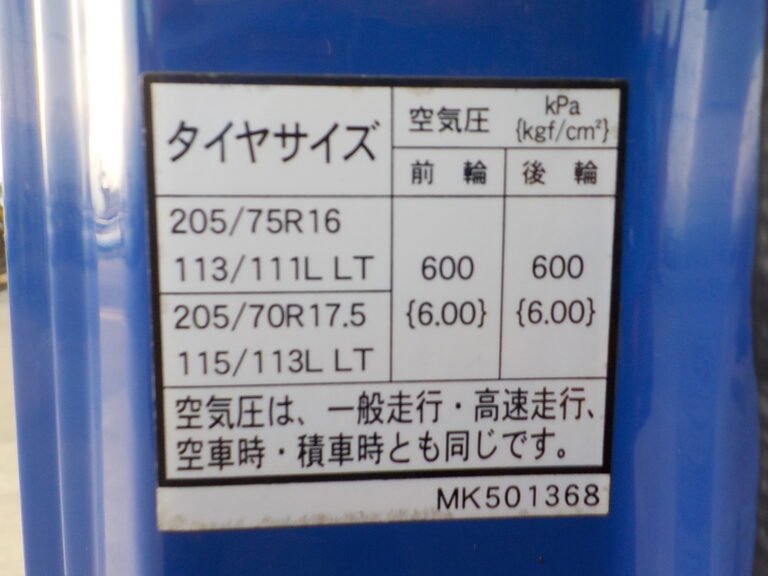 タイヤサイズ
空気圧 kPa
{kgf/cm²}
前輪 後輪
205/75R16
113/111L LT
205/70R17.5
115/113L LT
600 600
{6.00} {6.00}
空気圧は、一般走行・高速走行、
空車時・積車時とも同じです。
MK501368